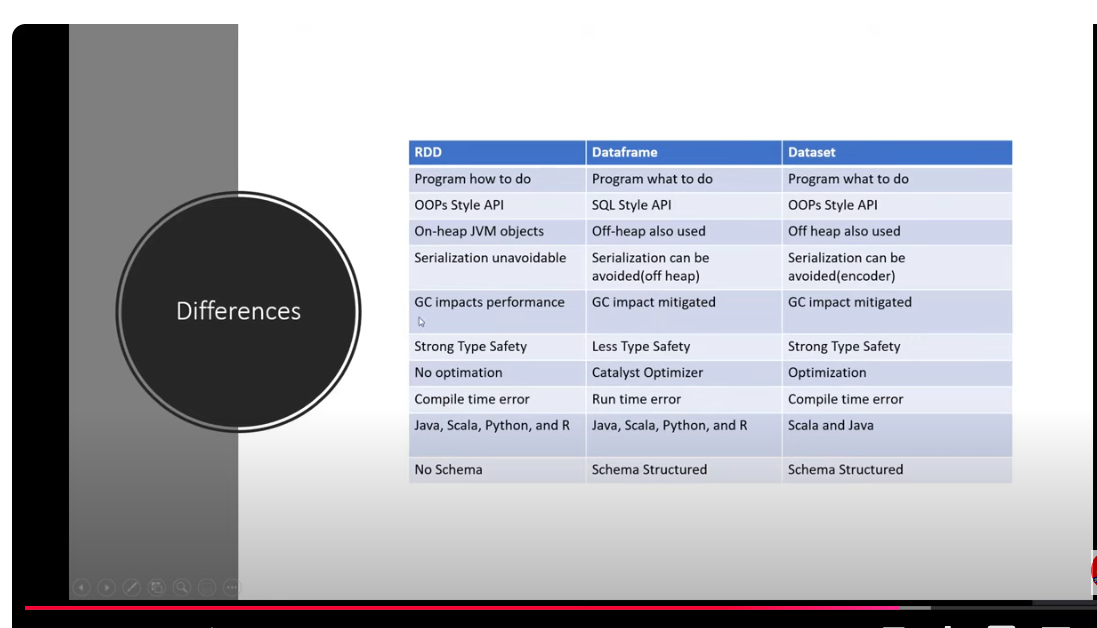 Differences
RDD Dataframe Dataset
Program how to do Program what to do Program what to do
OOPs Style API SQL Style API OOPs Style API
On-heap JVM objects Off-heap also used Off heap also used
Serialization unavoidable Serialization can be Serialization can be
avoided(off heap) avoided(encoder)
GC impacts performance GC impact mitigated GC impact mitigated
Strong Type Safety Less Type Safety Strong Type Safety
No optimation Catalyst Optimizer Optimization
Compile time error Run time error Compile time error
Java, Scala, Python, and R Java, Scala, Python, and R Scala and Java
No Schema Schema Structured Schema Structured